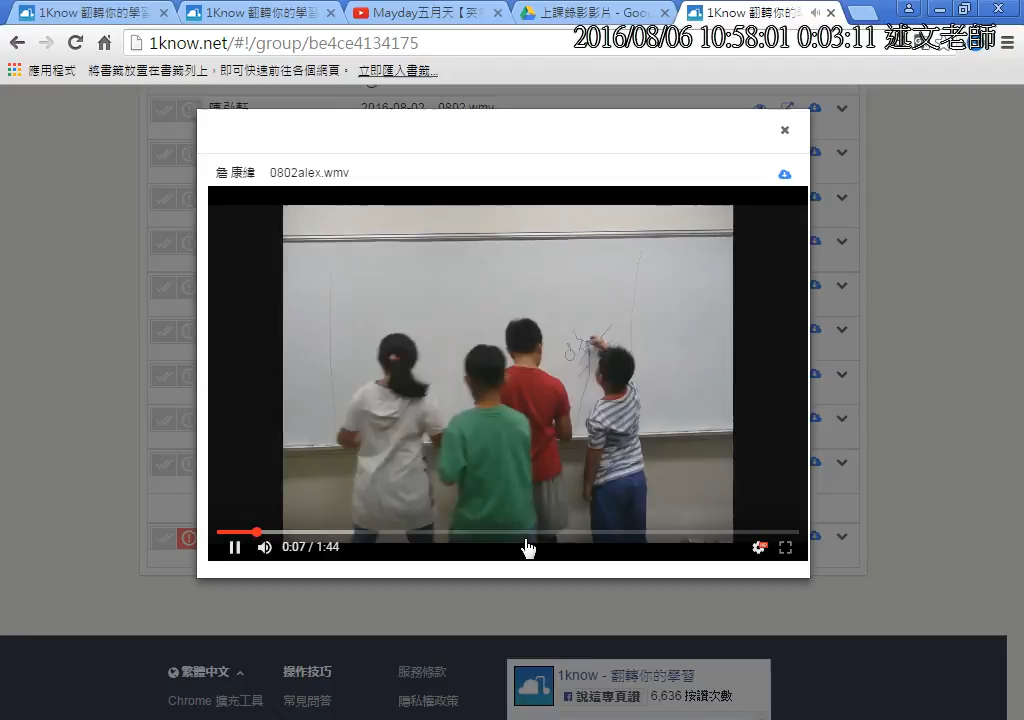 1Know 翻轉你的學習
1Know 翻轉你的學
Mayday五月天【突
上課錄影影片 - Goo
1Know 翻轉你的
1know.net/#!/group/be4ce4134175
2016/08/06 10:58:01 0:03:11 述文老師
應用程式 將書籤放置在書籤列上，即可快速前往各個網頁。 立即匯入書籤...
陳弘軒 2016-08-02 - 0802.wmv
×
詹 康緯 0802alex.wmv
0:07 / 1:44
繁體中文 操作技巧 服務條款
1know - 翻轉你的學習
說這專頁讚 6,636 按讚次數
Chrome 擴充工具 常見問答 隱私權政策